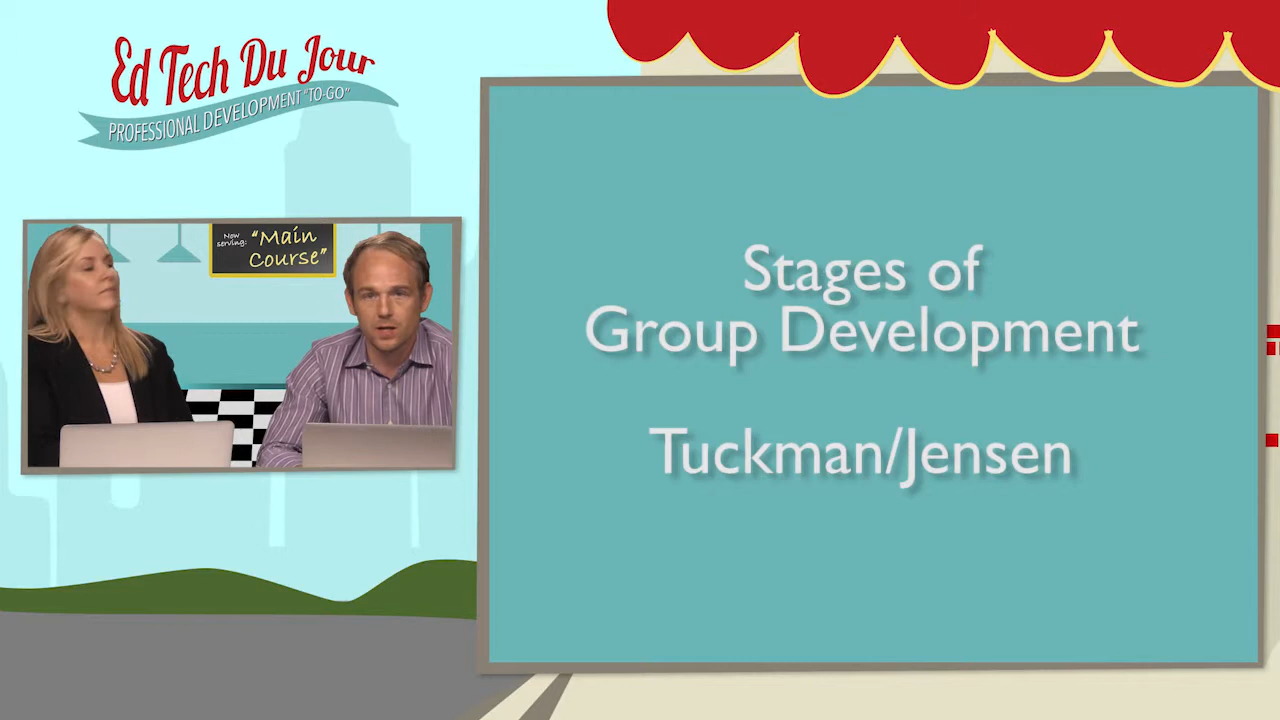 Ed Tech Du Jour
PROFESSIONAL DEVELOPMENT "TO-GO"
Now
serving:
"Main
Course"
Stages of
Group Development
Tuckman/Jensen